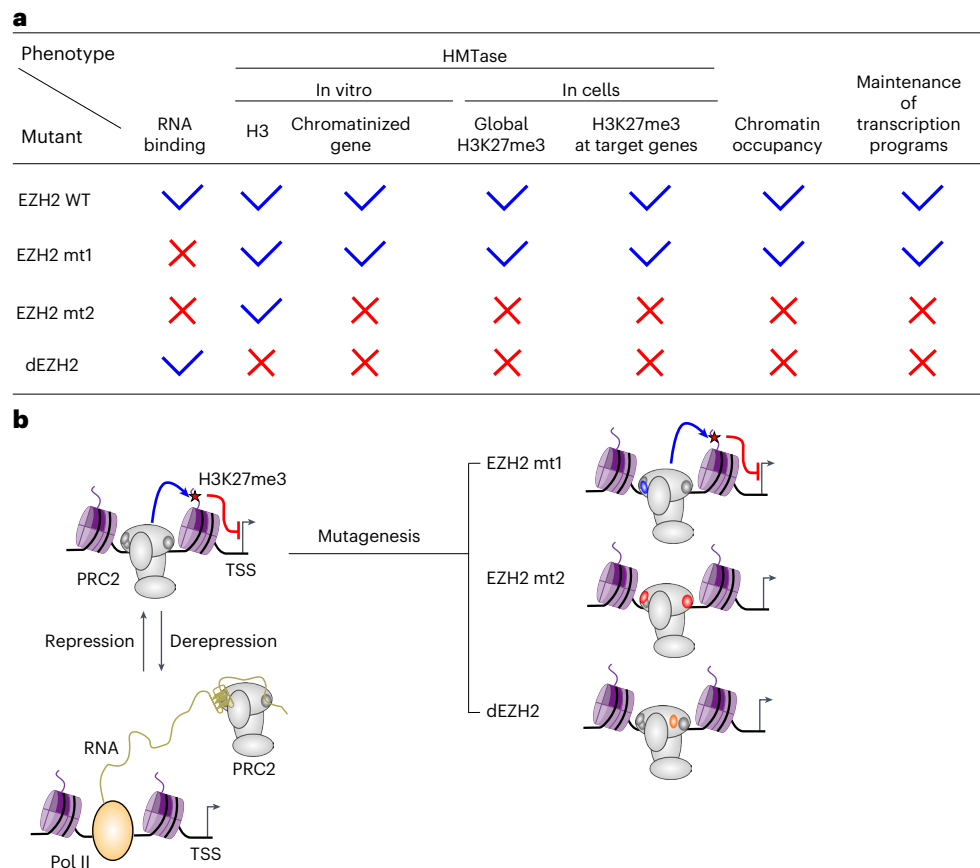 a
Phenotype
Mutant
RNA
binding
HMTase
In vitro
In cells
H3
Chromatinized
gene
Global
H3K27me3
H3K27me3
at target genes
Chromatin
occupancy
Maintenance
of
transcription
programs
EZH2 WT
EZH2 mt1
EZH2 mt2
dEZH2
b
H3K27me3
PRC2
TSS
Repression
Derepression
RNA
PRC2
Pol II
TSS
Mutagenesis
EZH2 mt1
EZH2 mt2
dEZH2